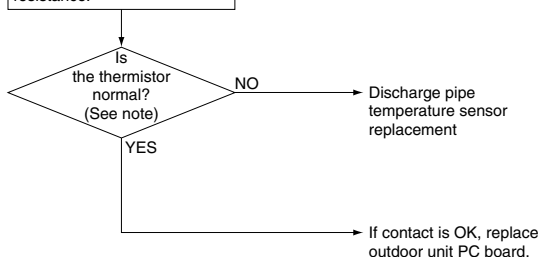 resistance.
Is
the thermistor
normal?
(See note)
NO
Discharge pipe
temperature sensor
replacement
YES
If contact is OK, replace
outdoor unit PC board.